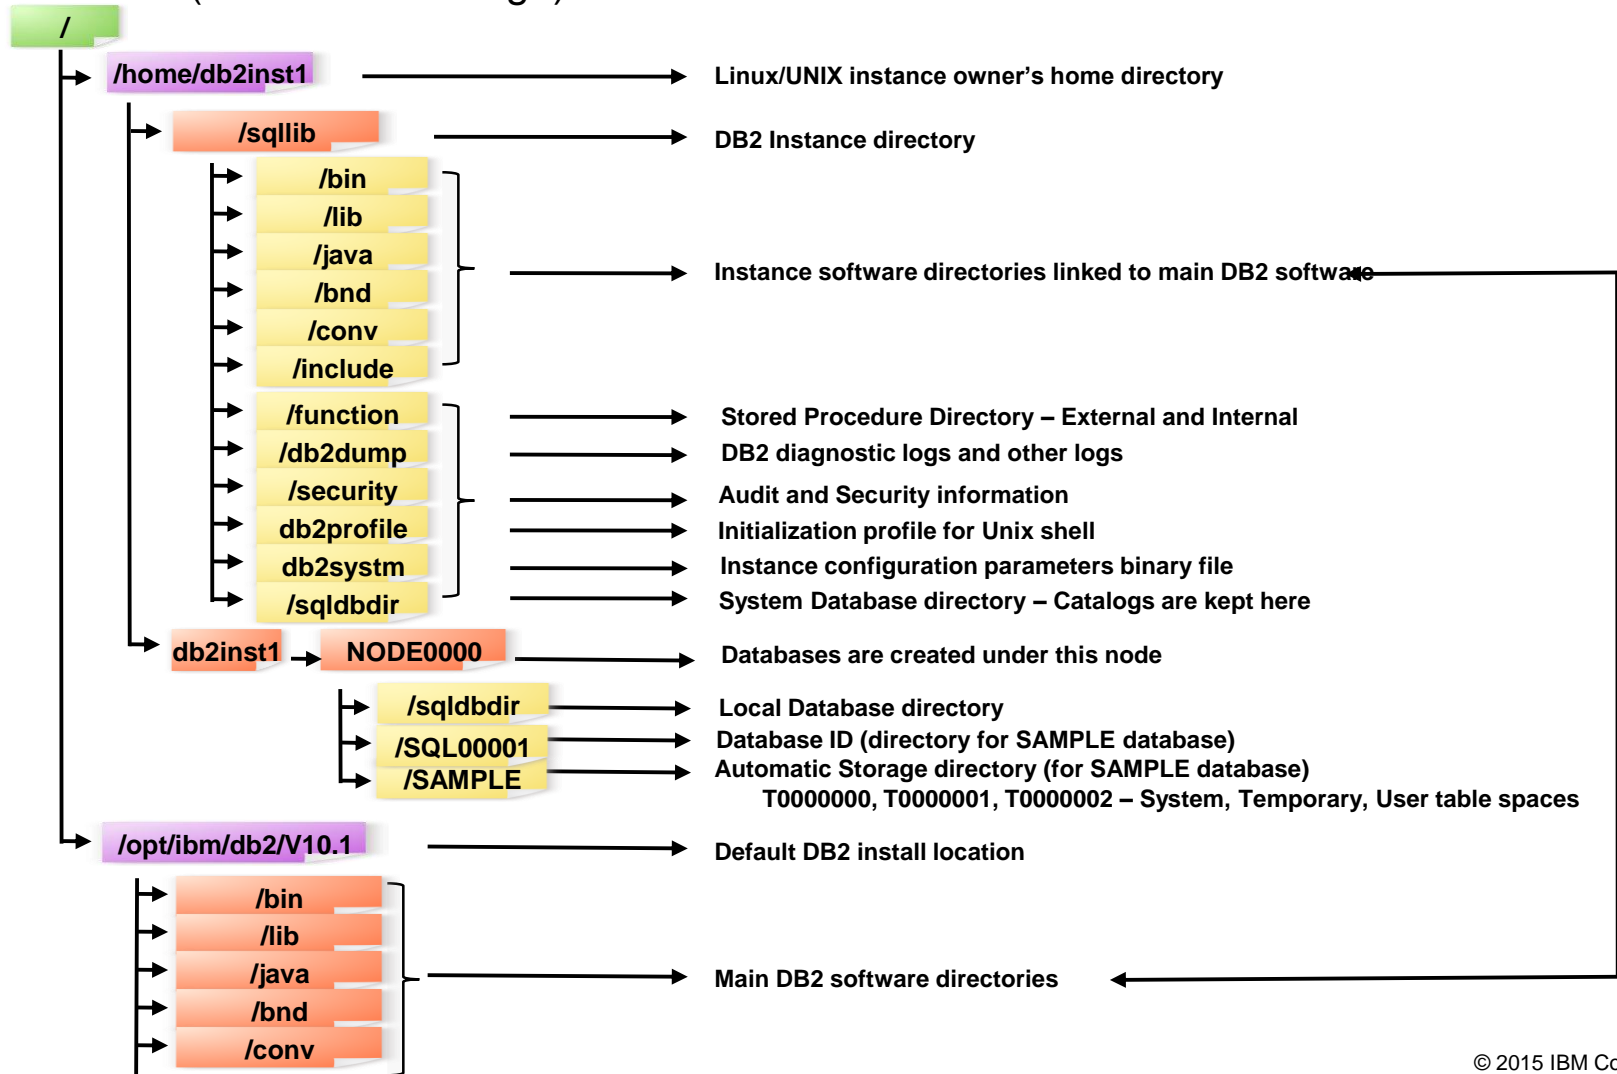 /
/home/db2inst1
Linux/UNIX instance owner’s home directory
/sqllib
DB2 Instance directory
/bin
/lib
/java
Instance software directories linked to main DB2 software
/bnd
/conv
/include
/function
Stored Procedure Directory – External and Internal
/db2dump
DB2 diagnostic logs and other logs
/security
Audit and Security information
db2profile
Initialization profile for Unix shell
db2systm
Instance configuration parameters binary file
/sqldbdir
System Database directory – Catalogs are kept here
db2inst1
NODE0000
Databases are created under this node
/sqldbdir
Local Database directory
/SQL00001
Database ID (directory for SAMPLE database)
/SAMPLE
Automatic Storage directory (for SAMPLE database)
T0000000, T0000001, T0000002 – System, Temporary, User table spaces
/opt/ibm/db2/V10.1
Default DB2 install location
/bin
/lib
/java
Main DB2 software directories
/bnd
/conv
© 2015 IBM Co